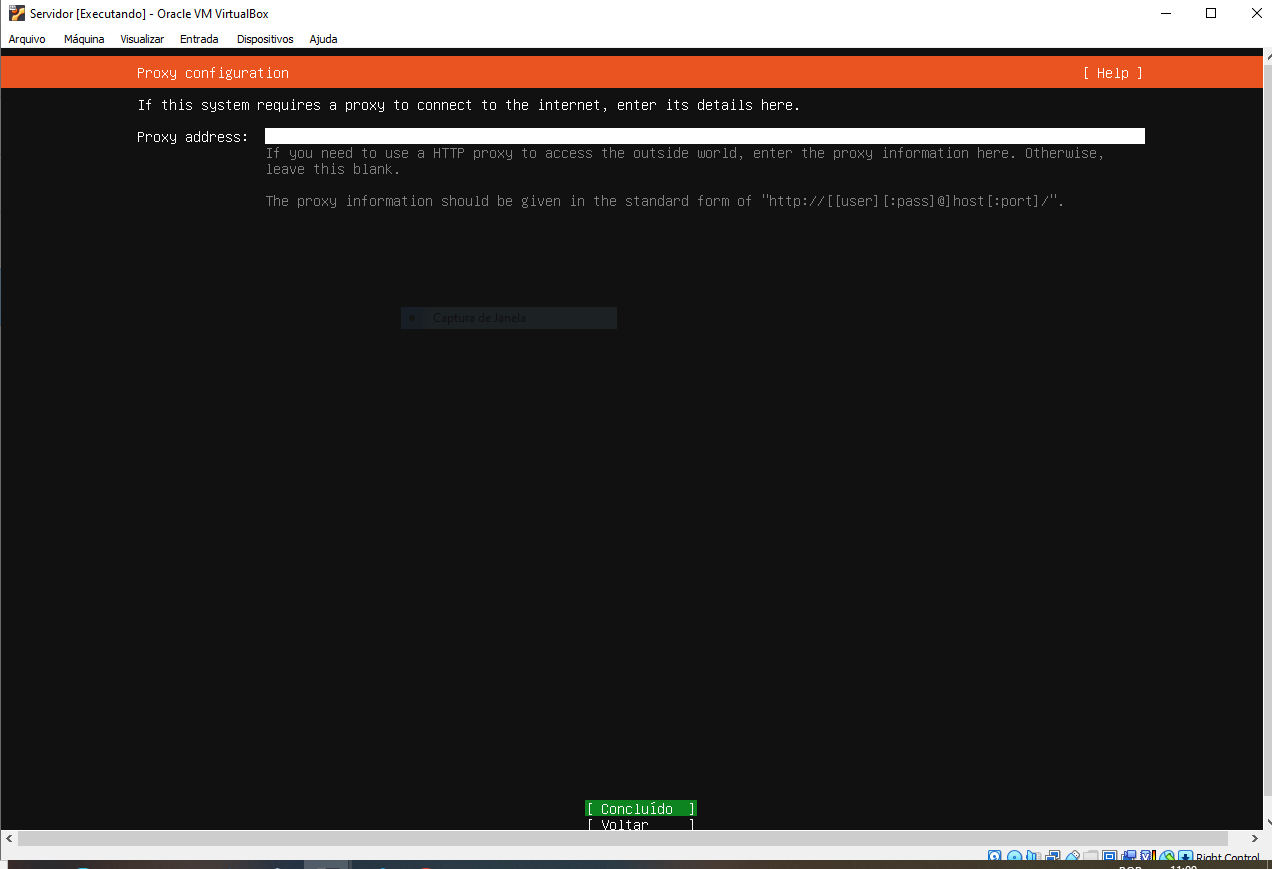 Servidor [Executando] - Oracle VM VirtualBox
Arquivo Máquina Visualizar Entrada Dispositivos Ajuda
Proxy configuration [ Help ]
If this system requires a proxy to connect to the internet, enter its details here.
Proxy address:
If you need to use a HTTP proxy to access the outside world, enter the proxy information here. Otherwise,
leave this blank.
The proxy information should be given in the standard form of "http://[[user][:pass]@]host[:port]/".
Captura de Janela
[ Concluído ]
[ Voltar ]
Right Control